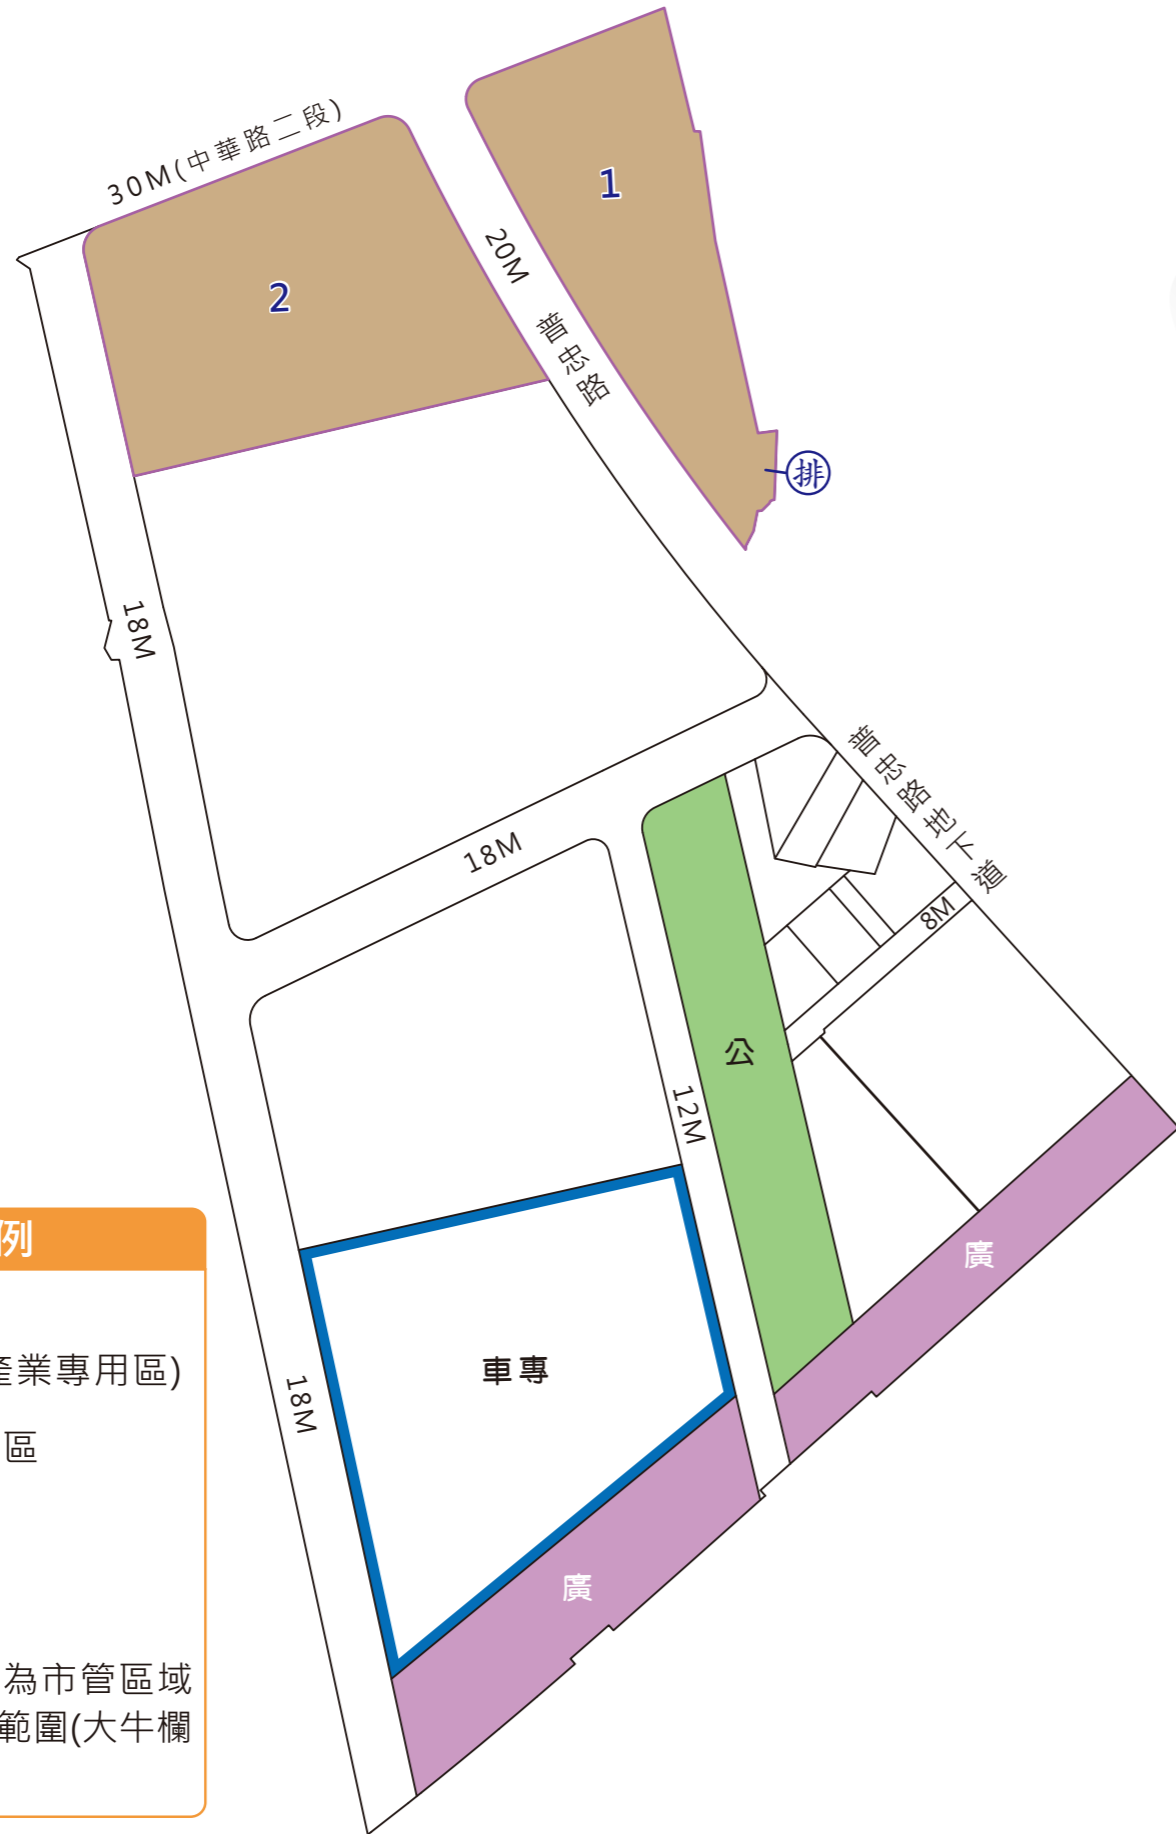 30M(中華路二段)
1
2
20M 普忠路
排
18M
普忠路地下道
18M
8M
公
12M
廣
車專
18M
廣
例
產業專用區)
區
為市管區域
範圍(大牛欄